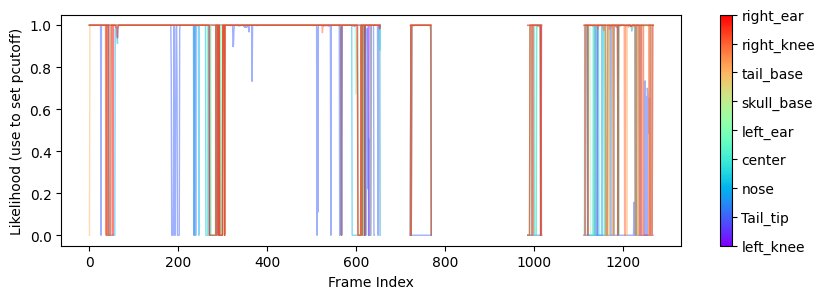 Likelihood (use to set pcutoff)
1.0
0.8
0.6
0.4
0.2
0.0
0
200
400
600
800
1000
1200
Frame Index
right_ear
right_knee
tail_base
skull_base
left_ear
center
nose
Tail_tip
left_knee